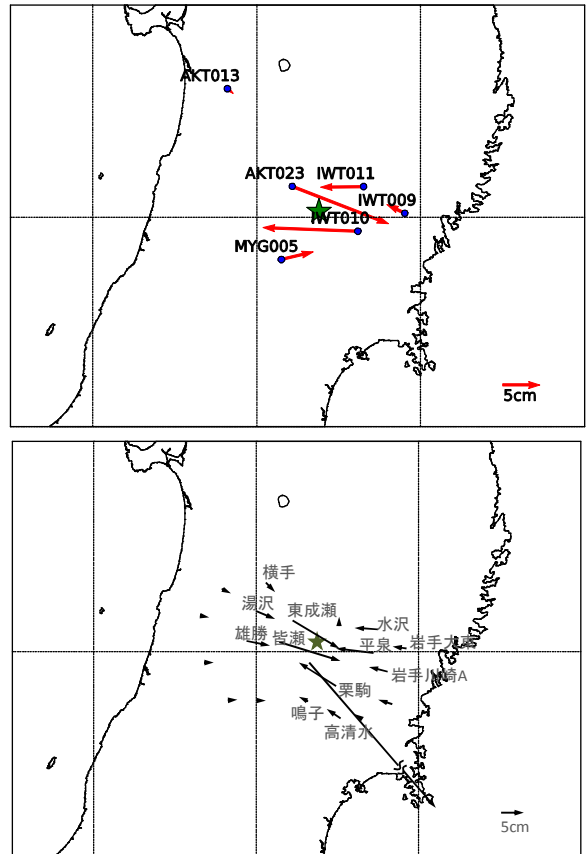 AKT013
AKT023
IWT011
IWT009
IWT010
MYG005
5cm
横手
湯沢
東成瀬
水沢
雄勝
皆瀬
平泉
岩手大東
岩手川崎A
栗駒
鳴子
高清水
5cm